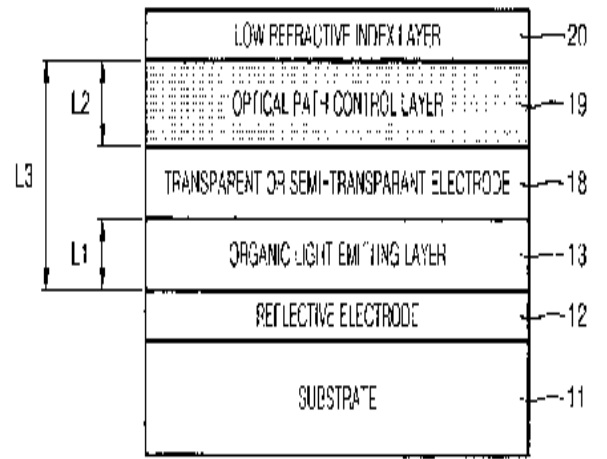 LOW REFRACTIVE INDEX LAYER 20
L2 OPTICAL PATH CONTROL LAYER 19
L3 TRANSPARENT OR SEMI-TRANSPARANT ELECTRODE 18
L1 ORGANIC LIGHT EMITTING LAYER 13
REFLECTIVE ELECTRODE 12
SUBSTRATE 11